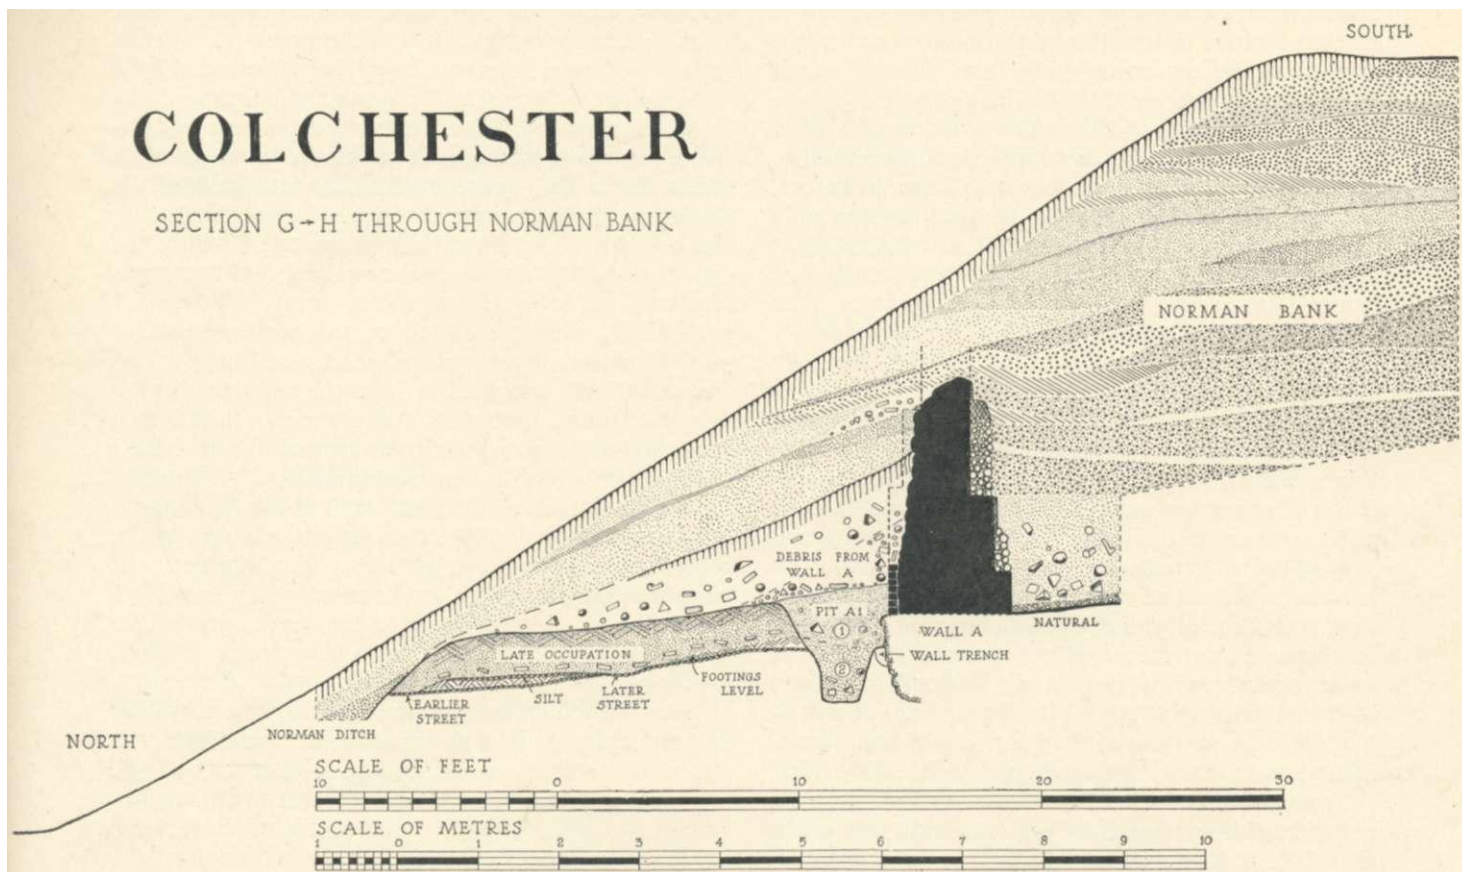 SOUTH.
COLCHESTER
SECTION G→H THROUGH NORMAN BANK
NORMAN BANK
DEBRIS FROM
WALL A
PIT A1
1
2
WALL A
NATURAL
WALL TRENCH
LATE OCCUPATION
FOOTINGS
LEVEL
EARLIER
STREET
SILT
LATER
STREET
NORMAN DITCH
NORTH
SCALE OF FEET
10 0 10 20 30
SCALE OF METRES
1 0 1 2 3 4 5 6 7 8 9 10